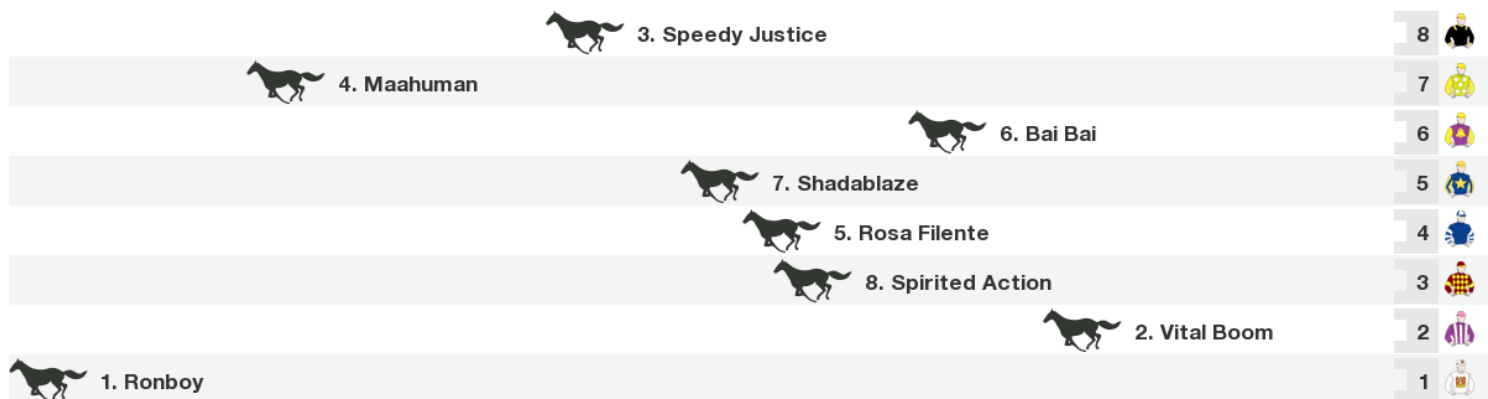 3. Speedy Justice 8
4. Maahuman 7
6. Bai Bai 6
7. Shadablaze 5
5. Rosa Filente 4
8. Spirited Action 3
2. Vital Boom 2
1. Ronboy 1